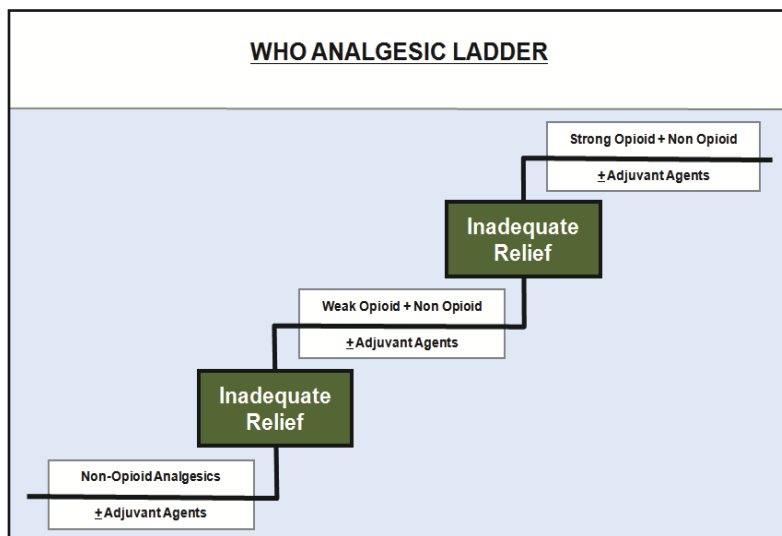 WHO ANALGESIC LADDER
Strong Opioid + Non Opioid
± Adjuvant Agents
Inadequate
Relief
Weak Opioid + Non Opioid
± Adjuvant Agents
Inadequate
Relief
Non-Opioid Analgesics
± Adjuvant Agents